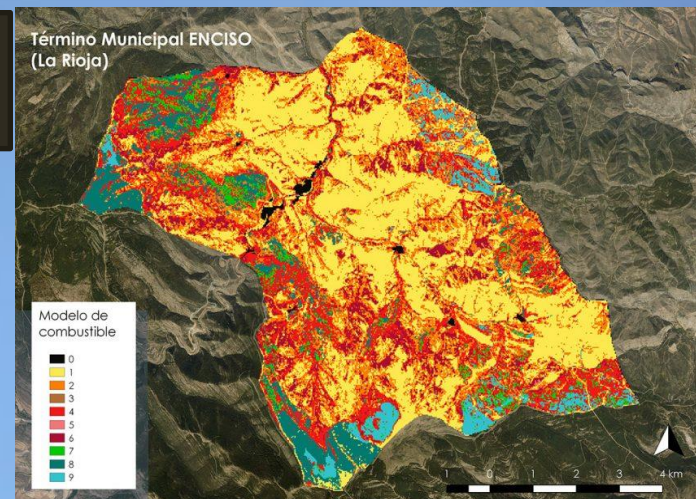 Término Municipal ENCISO
(La Rioja)
Modelo de
combustible
0
1
2
3
4
5
6
7
8
9
1 0 1 2 3 4 km